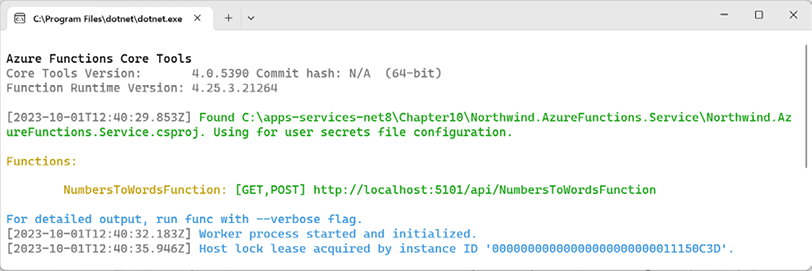 C:\Program Files\dotnet\dotnet.exe
Azure Functions Core Tools
Core Tools Version:       4.0.5390 Commit hash: N/A  (64-bit)
Function Runtime Version: 4.25.3.21264
[2023-10-01T12:40:29.853Z] Found C:\apps-services-net8\Chapter10\Northwind.AzureFunctions.Service\Northwind.Az
ureFunctions.Service.csproj. Using for user secrets file configuration.
Functions:
NumbersToWordsFunction: [GET,POST] http://localhost:5101/api/NumbersToWordsFunction
For detailed output, run func with --verbose flag.
[2023-10-01T12:40:32.183Z] Worker process started and initialized.
[2023-10-01T12:40:35.946Z] Host lock lease acquired by instance ID '00000000000000000000000011150C3D'.